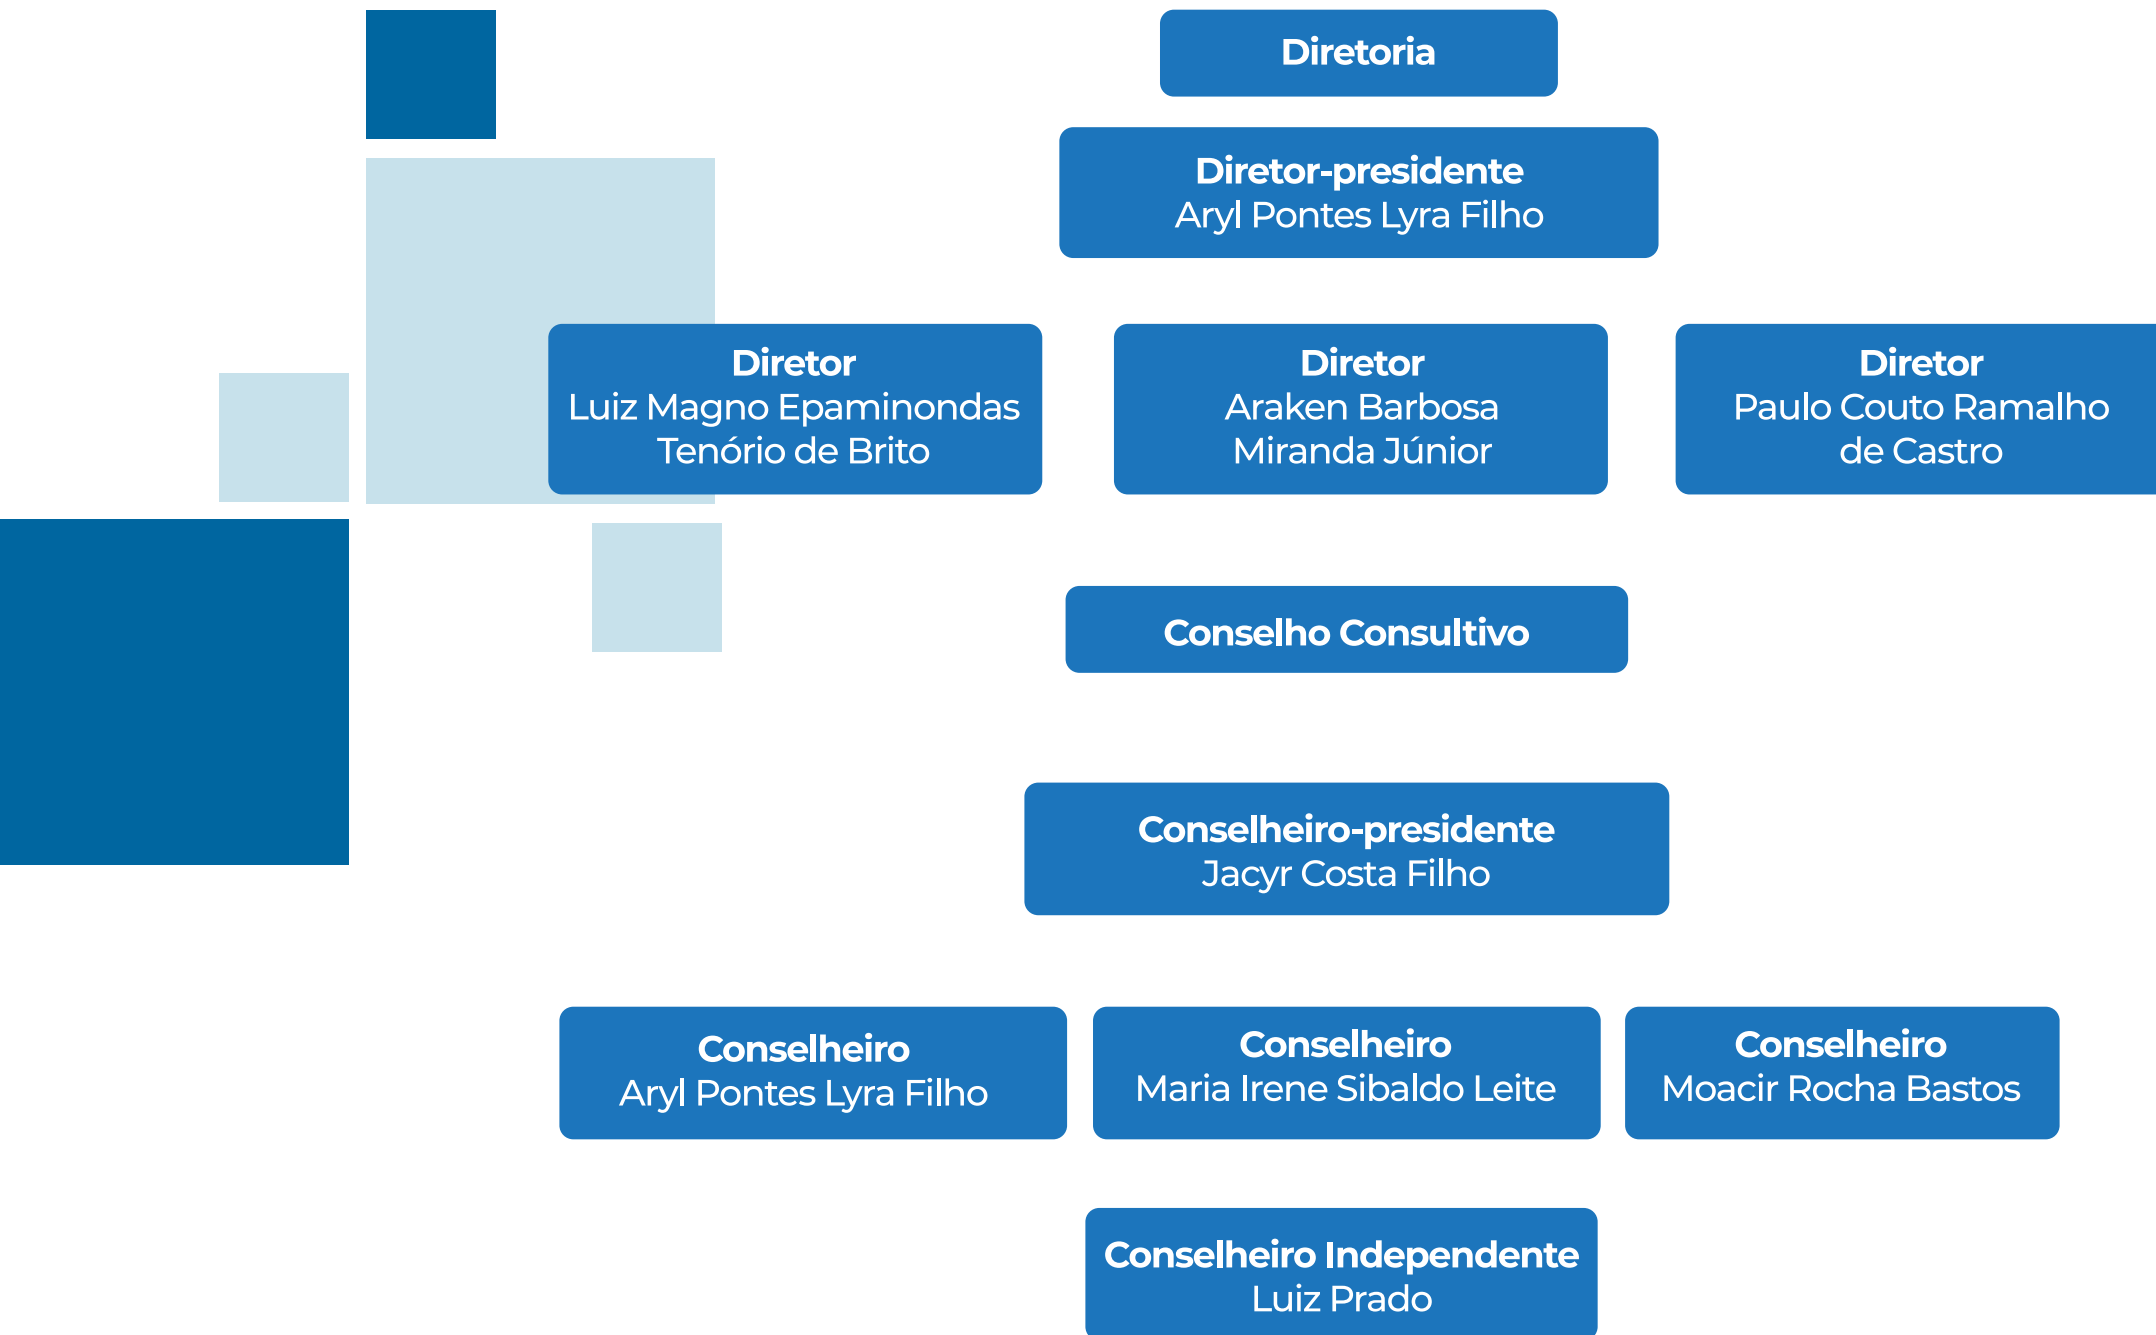 Diretoria
Diretor-presidente
Aryl Pontes Lyra Filho
Diretor
Luiz Magno Epaminondas
Tenório de Brito
Diretor
Araken Barbosa
Miranda Júnior
Diretor
Paulo Couto Ramalho
de Castro
Conselho Consultivo
Conselheiro-presidente
Jacyr Costa Filho
Conselheiro
Aryl Pontes Lyra Filho
Conselheiro
Maria Irene Sibaldo Leite
Conselheiro
Moacir Rocha Bastos
Conselheiro Independente
Luiz Prado